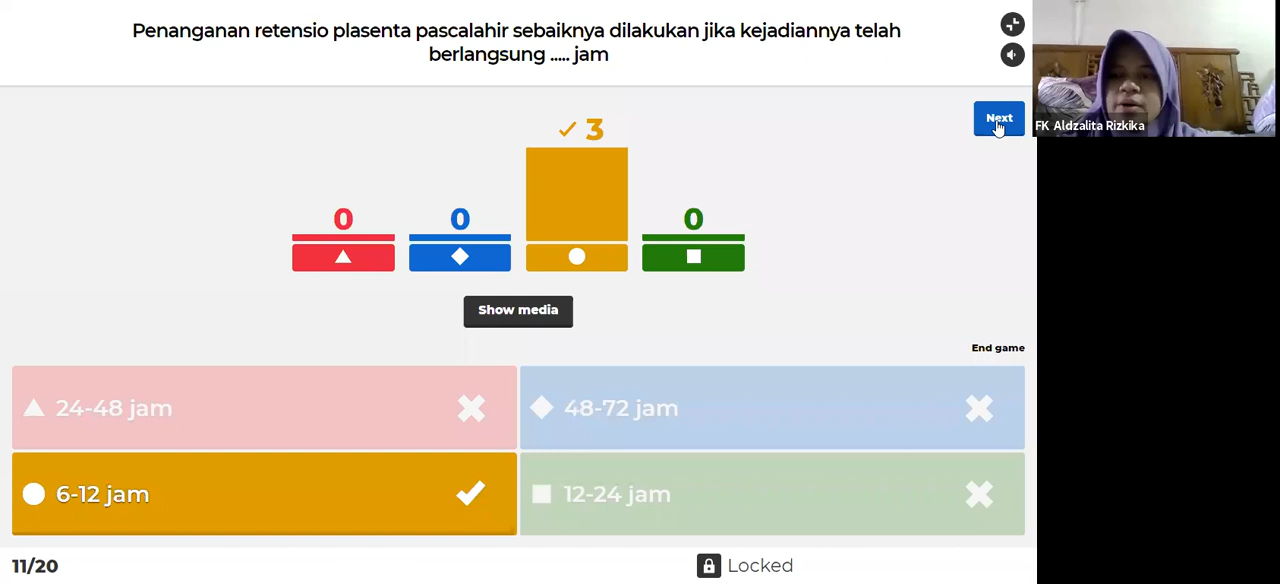 Penanganan retensio plasenta pascalahir sebaiknya dilakukan jika kejadiannya telah
berlangsung ..... jam
Next
FK Aldzalita Rizkika
3
0
0
0
Show media
End game
24-48 jam
48-72 jam
6-12 jam
12-24 jam
11/20
Locked